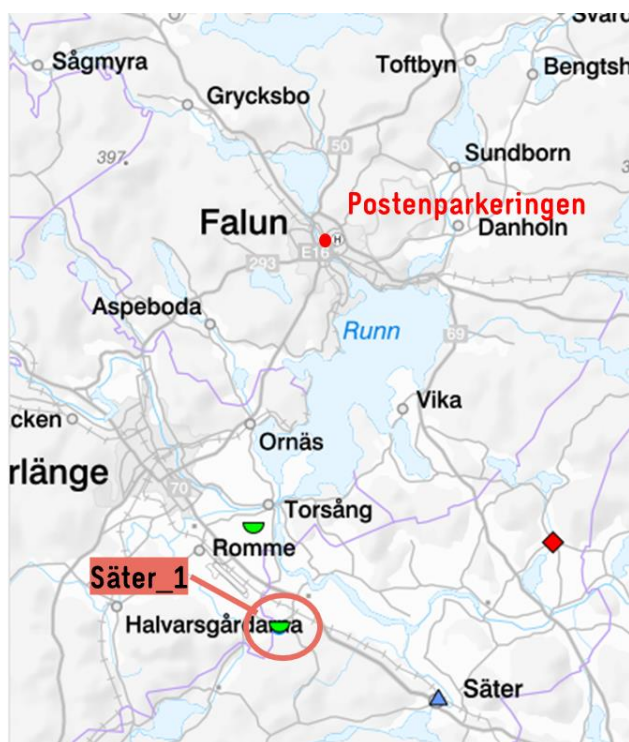 Svärd
Sågmyra
Toftbyn
Bengtsh
Grycksbo
50
397
Sundborn
3
Postenparkeringen
Falun
H
Danholn
E16
293
Aspeboda
Runn
69
Vika
cken
Ornäs
rlänge
70
Torsång
Romme
Säter_1
Halvarsgårdarna
Säter